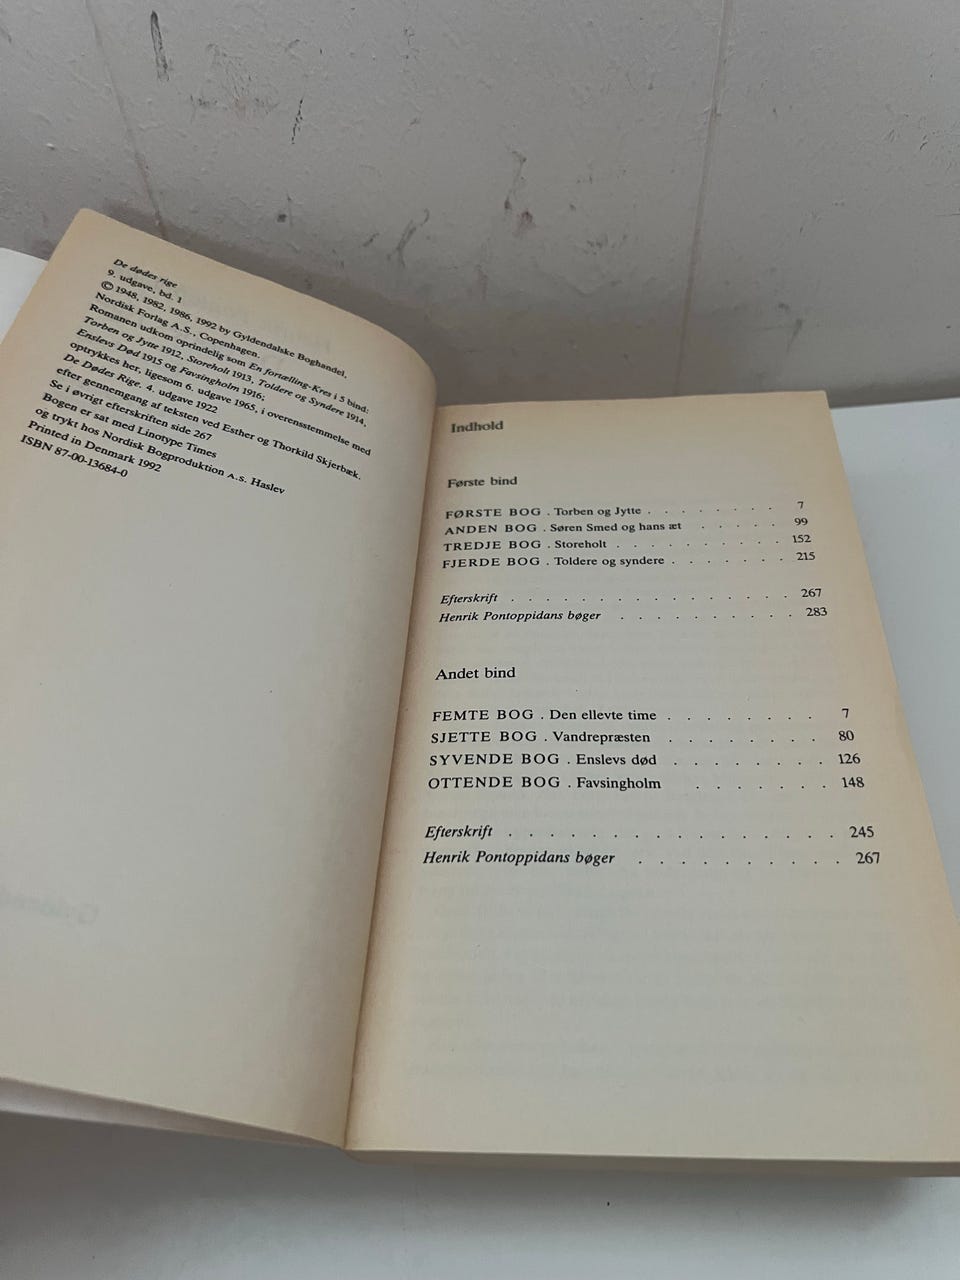 De dødes rige
9. udgave, bd. 1
© 1948, 1982, 1986, 1992 by Gyldendalske Boghandel,
Nordisk Forlag A.S., Copenhagen.
Romanen udkom oprindelig som En fortælling-Kres i 5 bind:
Torben og Jytte 1912, Storeholt 1913, Toldere og Syndere 1914,
Enslevs Død 1915 og Favsingholm 1916;
optrykkes her, ligesom 6. udgave 1965, i overensstemmelse med
De Dødes Rige. 4. udgave 1922
efter gennemgang af teksten ved Esther og Thorkild Skjerbæk.
Se i øvrigt efterskriften side 267
Bogen er sat med Linotype Times
og trykt hos Nordisk Bogproduktion A.S. Haslev
Printed in Denmark 1992
ISBN 87-00-13684-0
Indhold
Første bind
FØRSTE BOG . Torben og Jytte . . . . . . . . 7
ANDEN BOG . Søren Smed og hans æt . . . . . 99
TREDJE BOG . Storeholt . . . . . . . . . . 152
FJERDE BOG . Toldere og syndere . . . . . . . 215
Efterskrift . . . . . . . . . . . . . . . 267
Henrik Pontoppidans bøger . . . . . . . . . . 283
Andet bind
FEMTE BOG . Den ellevte time . . . . . . . . 7
SJETTE BOG . Vandrepræsten . . . . . . . . 80
SYVENDE BOG . Enslevs død . . . . . . . . 126
OTTENDE BOG . Favsingholm . . . . . . . 148
Efterskrift . . . . . . . . . . . . . . . . 245
Henrik Pontoppidans bøger . . . . . . . . . . 267